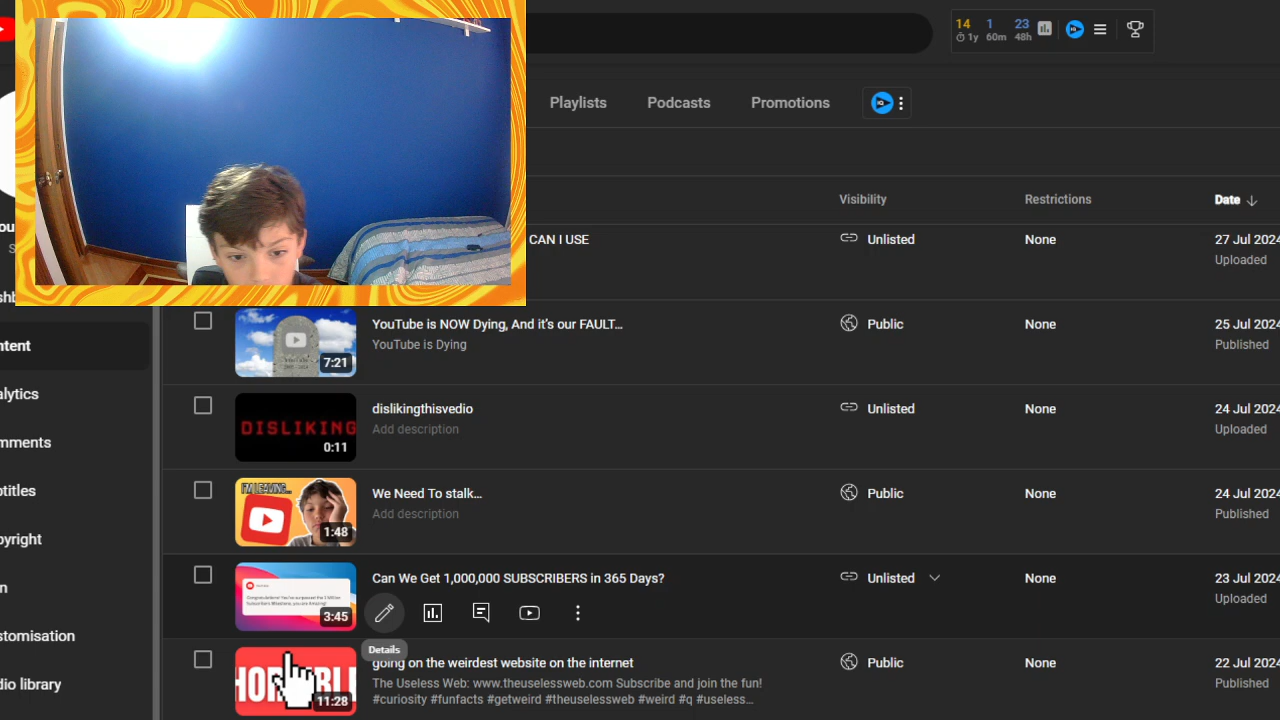 14 1 23
1y 60m 48h
Playlists Podcasts Promotions
Visibility Restrictions Date
CAN I USE Unlisted None 27 Jul 2024
Uploaded
YouTube is NOW Dying, And it's our FAULT... Public None 25 Jul 2024
YouTube is Dying Published
7:21
ntent
dislikingthisvedio Unlisted None 24 Jul 2024
Add description Uploaded
DISLIKING
0:11
alytics
mments
We Need To stalk... Public None 24 Jul 2024
Add description Published
I'M LEAVING...
1:48
otitles
pyright
Can We Get 1,000,000 SUBSCRIBERS in 365 Days? Unlisted None 23 Jul 2024
Uploaded
3:45
n
stomisation
Details
going on the weirdest website on the internet Public None 22 Jul 2024
The Useless Web: www.theuselessweb.com Subscribe and join the fun! Published
#curiosity #funfacts #getweird #theuselessweb #weird #q #useless...
11:28
dio library